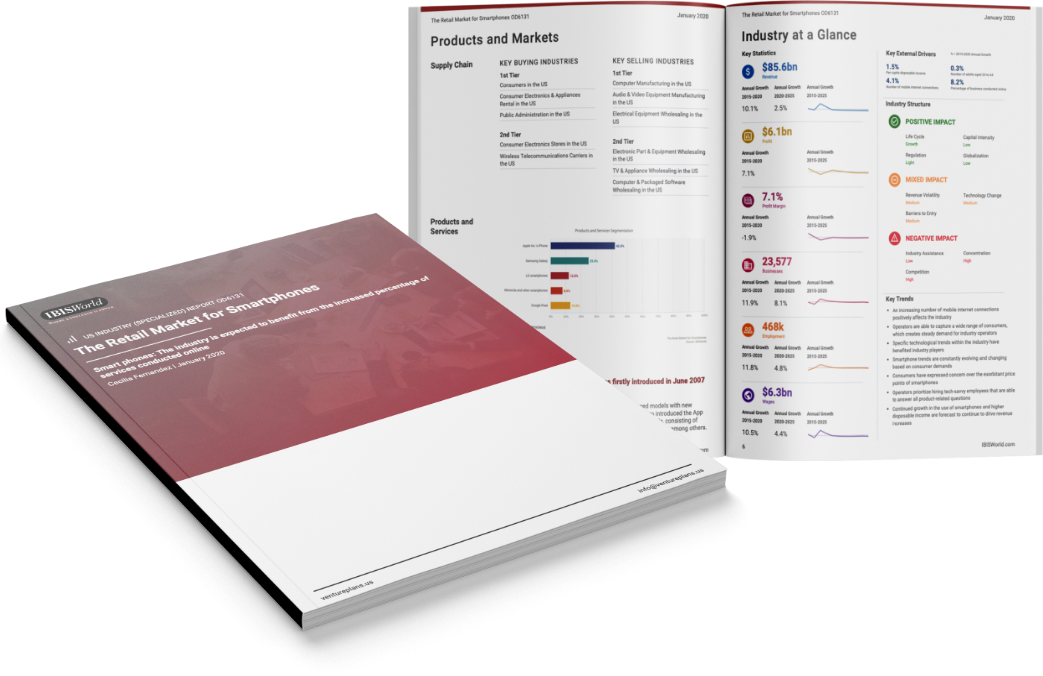 The Retail Market for Smartphones OD6131
January 2020
Products and Markets
Supply Chain
KEY BUYING INDUSTRIES
1st Tier
Consumers in the US
Consumer Electronics & Appliances
Rental in the US
Public Administration in the US
2nd Tier
Consumer Electronics Stores in the US
Wireless Telecommunications Carriers in
the US
KEY SELLING INDUSTRIES
1st Tier
Computer Manufacturing in the US
Audio & Video Equipment Manufacturing
in the US
Electrical Equipment Wholesaling in the
US
2nd Tier
Electronic Part & Equipment Wholesaling
in the US
TV & Appliance Wholesaling in the US
Computer & Packaged Software
Wholesaling in the US
Products and
Services
Products and Services Segmentation
Google Pixel
firstly introduced in June 2007
models with new
introduced the App
consisting of
among others.
The Retail Market for Smartphones OD6131
January 2020
Industry at a Glance
Key Statistics
$85.6bn
Revenue
Annual Growth
2015-2020
Annual Growth
2020-2025
Annual Growth
2015-2025
10.1%
2.5%
$6.1bn
Profit
Annual Growth
2015-2020
Annual Growth
2015-2025
7.1%
7.1%
Profit Margin
Annual Growth
2015-2020
Annual Growth
2015-2025
-1.9%
23,577
Businesses
Annual Growth
2015-2020
Annual Growth
2020-2025
Annual Growth
2015-2025
11.9%
8.1%
468k
Employment
Annual Growth
2015-2020
Annual Growth
2020-2025
Annual Growth
2015-2025
11.8%
4.8%
$6.3bn
Wages
Annual Growth
2015-2020
Annual Growth
2020-2025
Annual Growth
2015-2025
10.5%
4.4%
6
Key External Drivers
1.5%
Per capita disposable income
0.3%
4.1%
Number of mobile internet connections
8.2%
Percentage of business conducted online
Industry Structure
POSITIVE IMPACT
Life Cycle
Growth
Capital Intensity
Low
Regulation
Light
Globalisation
Low
MIXED IMPACT
Revenue Volatility
Medium
Technology Change
Medium
Barriers to Entry
Medium
NEGATIVE IMPACT
Industry Assistance
Low
Concentration
High
Competition
High
Key Trends
• An increasing number of mobile internet connections
positively affects the industry
• Operators are able to capture a wide range of consumers,
which creates steady demand for industry operators
• Specific technological trends within the industry have
benefited industry players
• Smartphone trends are constantly evolving and changing
based on consumer demands
• Consumers have expressed concern over the exorbitant price
points of smartphones
• Operators prioritise hiring tech-savvy employees that are able
to answer all product-related questions
• Continued growth in the use of smartphones and higher
disposable income are forecast to continue to drive revenue
increases
IBISWorld.com
IBISWorld
US INDUSTRY (SPECIALIZED) REPORT OD6131
The Retail Market for Smartphones
Smart phones: The industry is expected to benefit from the increased percentage of
services conducted online
Cecilia Fernandez | January 2020
ventureplans.us
info@ventureplans.us